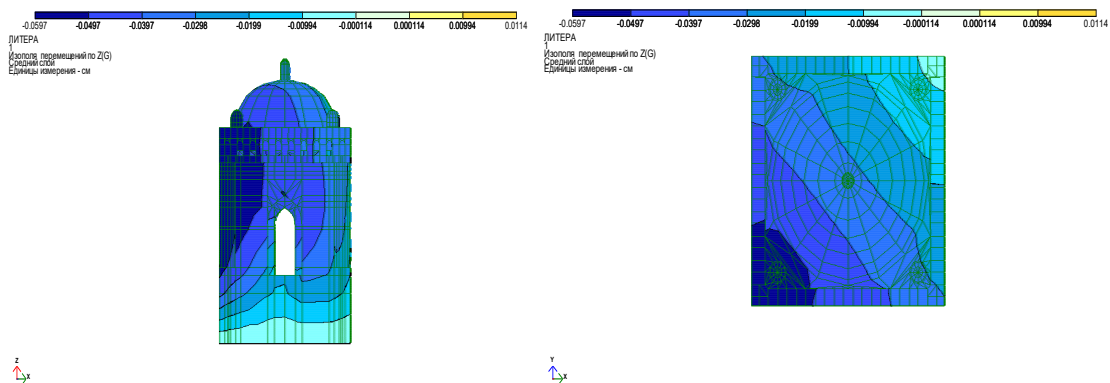 -0.0597 -0.0497 -0.0397 -0.0298 -0.0199 -0.00994 -0.000114 0.000114 0.00994 0.0114
ЛИТЕРА
1
Изополя перемещений по Z(G)
Средний слой
Единицы измерения - см
Z
X
-0.0597 -0.0497 -0.0397 -0.0298 -0.0199 -0.00994 -0.000114 0.000114 0.00994 0.0114
ЛИТЕРА
1
Изополя перемещений по Z(G)
Средний слой
Единицы измерения - см
Y
X